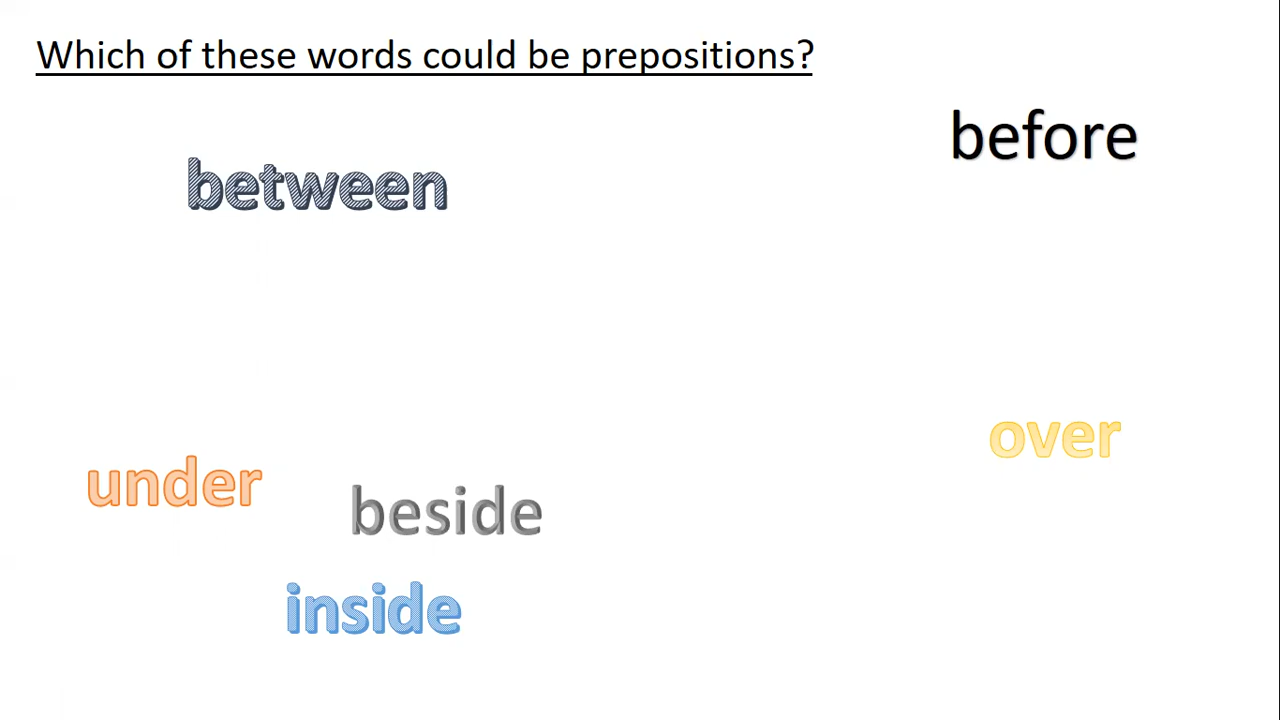 Which of these words could be prepositions?
before
between
over
under
beside
inside